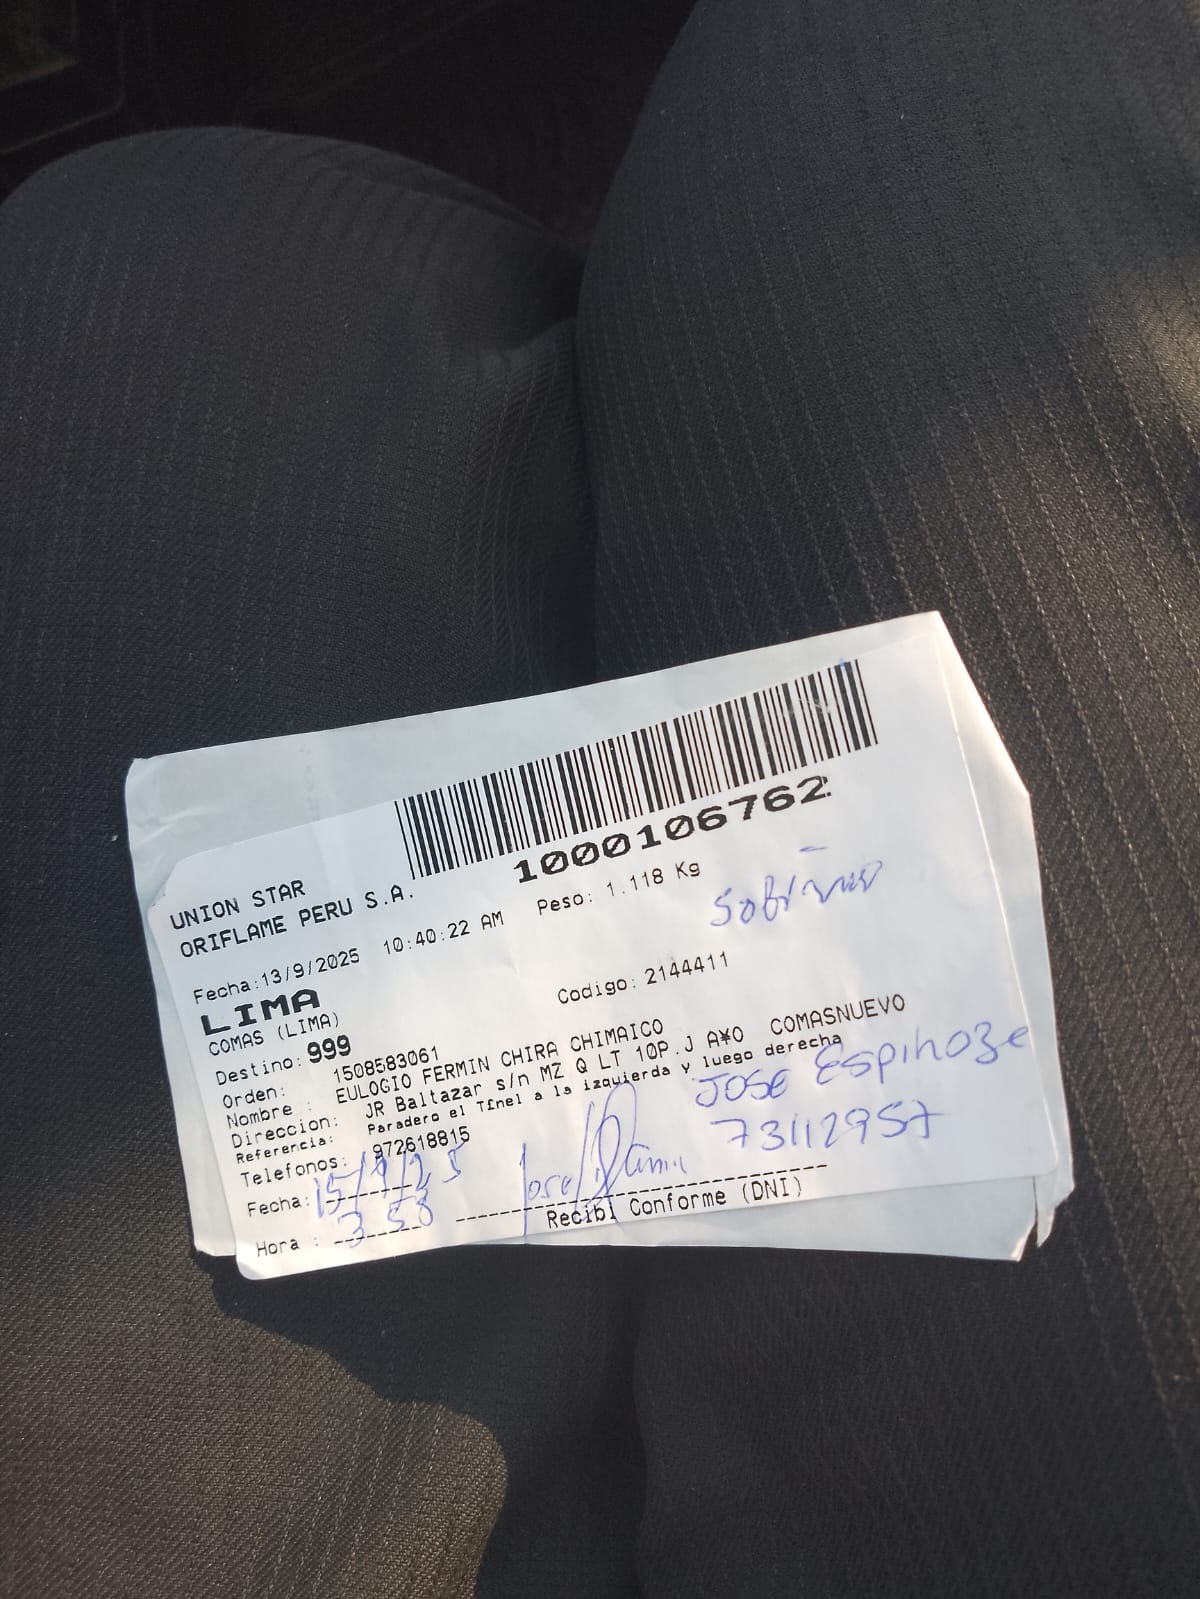 1000106762
UNION STAR
ORIFLAME PERU S.A.
Fecha:13/9/2025 10:40:22 AM Peso: 1.118 Kg
LIMA
COMAS (LIMA) Codigo: 2144411
Destino: 999
Orden: 1508583061
Nombre : EULOGIO FERMIN CHIRA CHIMAICO
Direccion: JR Baltazar s/n MZ Q LT 10P.J A¥O COMASNUEVO
Referencia: Paradero el Tfnel a la izquierda y luego derecha
Telefonos: 972618815
Fecha: 15/9/25
Hora : 3 58
Recibi Conforme (DNI)
Sobrino
JOSE Espinoze
73112957
Jose